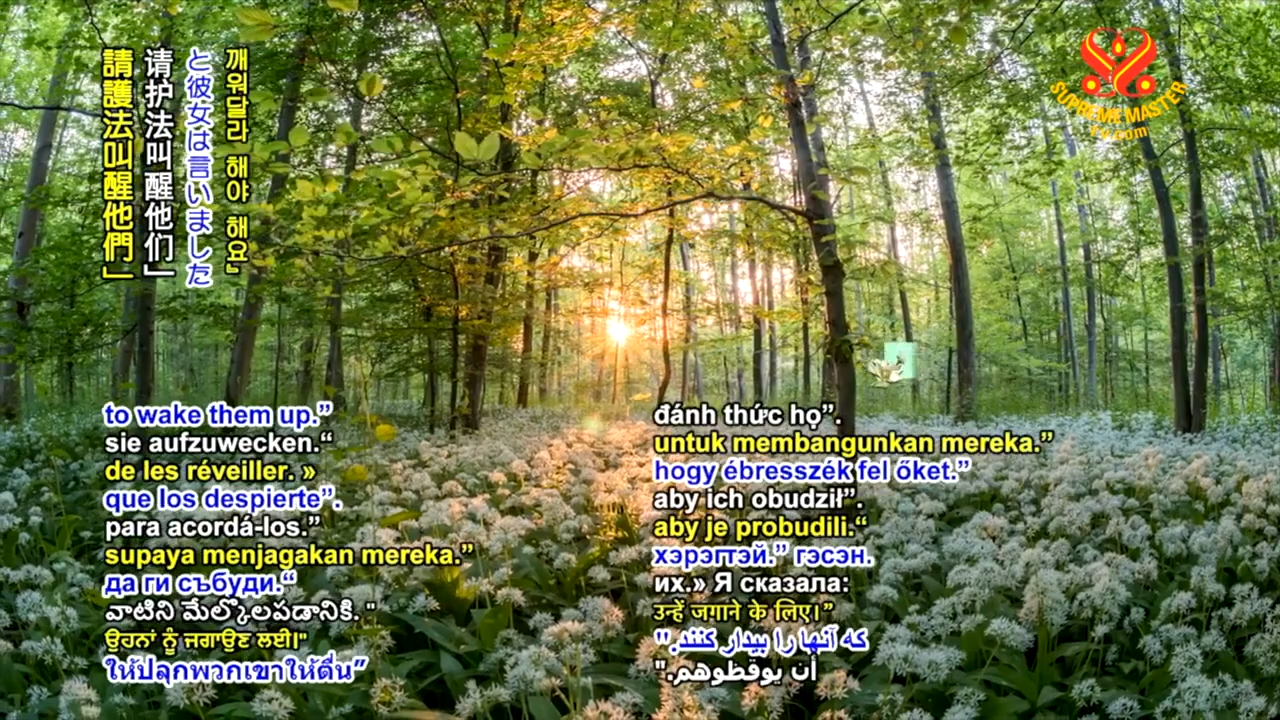 깨워달라 해야 해요』
と彼女は言いました
请护法叫醒他们」
請護法叫醒他們」
SUPREME MASTER
TV.com
to wake them up.”
sie aufzuwecken.“
de les réveiller. »
que los despierte”.
para acordá-los.”
supaya menjagakan mereka.”
да ги събуди.“
వాటిని మేల్కొలపడానికి. "
ਉਹਨਾਂ ਨੂੰ ਜਗਾਉਣ ਲਈ।"
ให้ปลุกพวกเขาให้ตื่น”
đánh thức họ”.
untuk membangunkan mereka.”
hogy ébresszék fel őket.”
aby ich obudził”.
aby je probudili.“
хэрэгтэй.” гэсэн.
их.» Я сказала:
उन्हें जगाने के लिए।”
که آنها را بیدار کنند."
أن يوقظوهم."